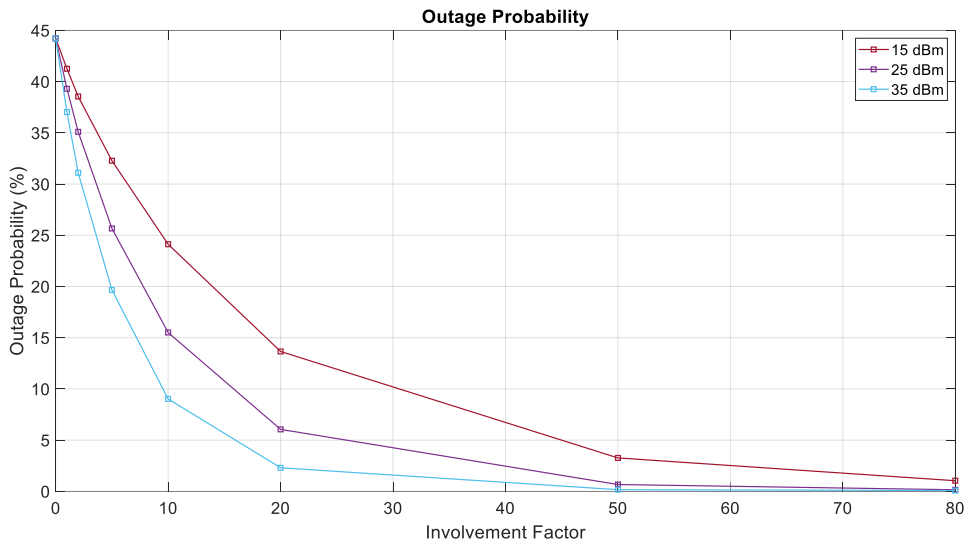 Outage Probability
45
40
35
30
25
20
15
10
5
0
Outage Probability (%)
15 dBm
25 dBm
35 dBm
0 10 20 30 40 50 60 70 80
Involvement Factor